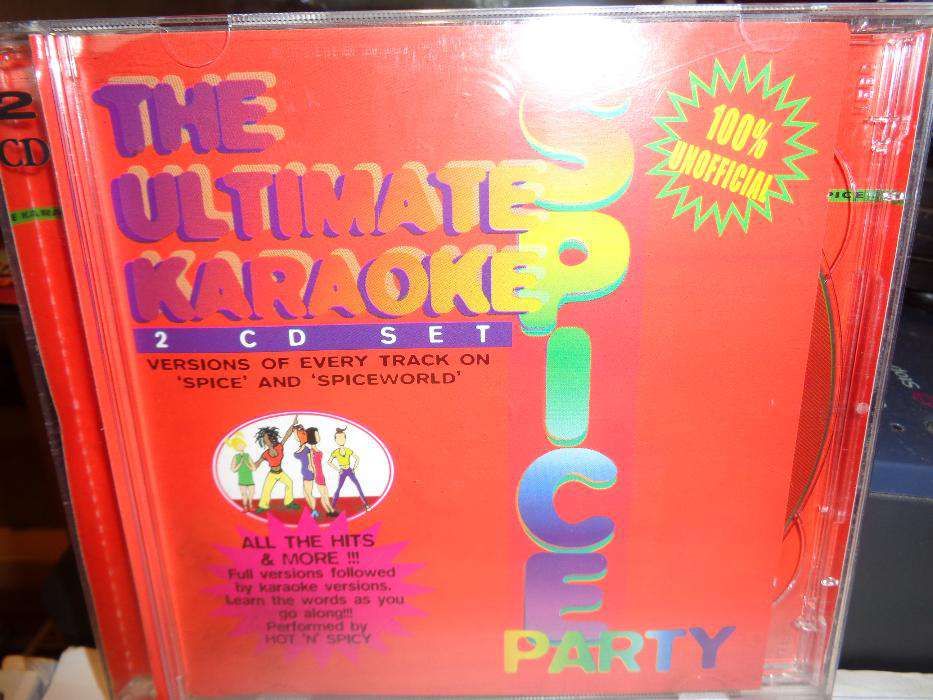 2
CD
THE
ULTIMATE
KARAOKE
2 CD SET
VERSIONS OF EVERY TRACK ON
'SPICE' AND 'SPICEWORLD'
SPICE
PARTY
100%
UNOFFICIAL
ALL THE HITS
& MORE !!!
Full versions followed
by karaoke versions.
Learn the words as you
go along!!!
Performed by
HOT 'N' SPICY